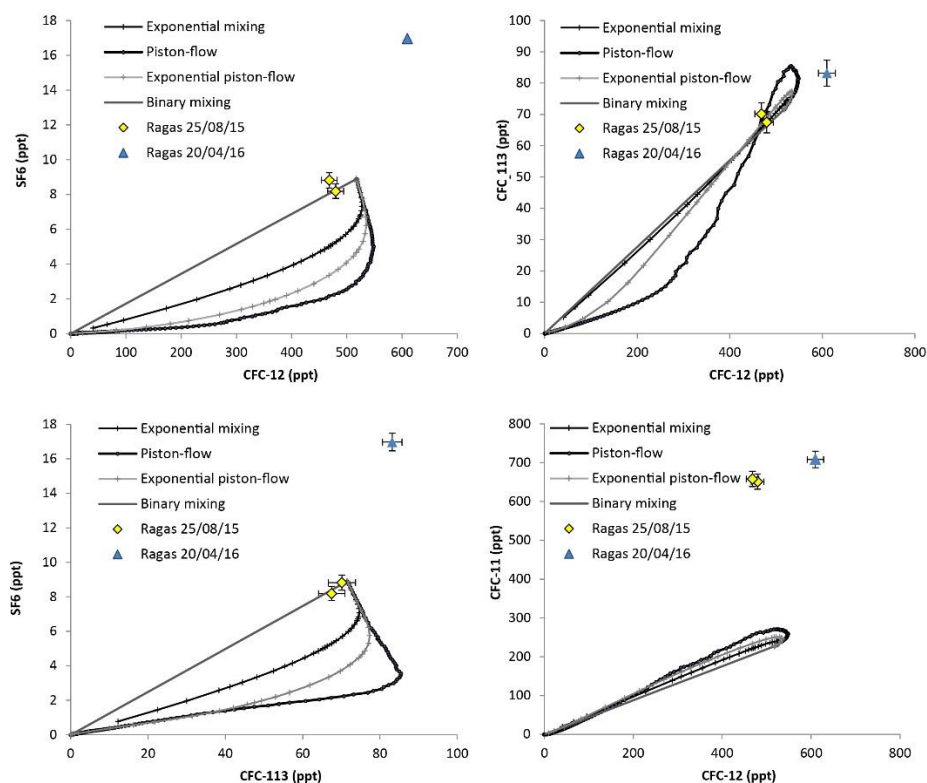 SF6 (ppt)
18
16
14
12
10
8
6
4
2
0
Exponential mixing
Piston-flow
Exponential piston-flow
Binary mixing
Ragas 25/08/15
Ragas 20/04/16
0 100 200 300 400 500 600 700
CFC-12 (ppt)
CFC_113 (ppt)
100
90
80
70
60
50
40
30
20
10
0
Exponential mixing
Piston-flow
Exponential piston-flow
Binary mixing
Ragas 25/08/15
Ragas 20/04/16
0 200 400 600 800
CFC-12 (ppt)
SF6 (ppt)
18
16
14
12
10
8
6
4
2
0
Exponential mixing
Piston-flow
Exponential piston-flow
Binary mixing
Ragas 25/08/15
Ragas 20/04/16
0 20 40 60 80 100
CFC-113 (ppt)
CFC-11 (ppt)
800
700
600
500
400
300
200
100
0
Exponential mixing
Piston-flow
Exponential piston-flow
Binary mixing
Ragas 25/08/15
Ragas 20/04/16
0 200 400 600 800
CFC-12 (ppt)